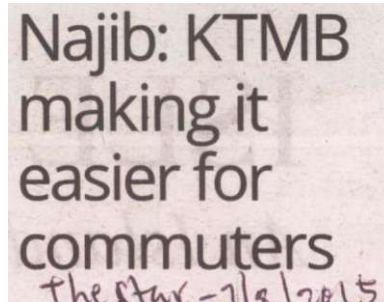 Najib: KTMB
making it
easier for
commuters
The Star - 7/8/2015